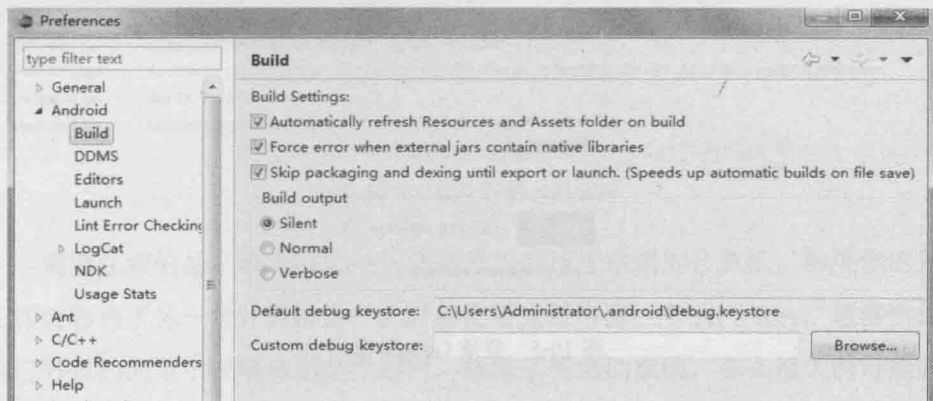 Preferences
type filter text
General
Android
Build
DDMS
Editors
Launch
Lint Error Checking
LogCat
NDK
Usage Stats
Ant
C/C++
Code Recommenders
Help
Build
Build Settings:
Automatically refresh Resources and Assets folder on build
Force error when external jars contain native libraries
Skip packaging and dexing until export or launch. (Speeds up automatic builds on file save)
Build output
Silent
Normal
Verbose
Default debug keystore: C:\Users\Administrator\.android\debug.keystore
Custom debug keystore:
Browse...